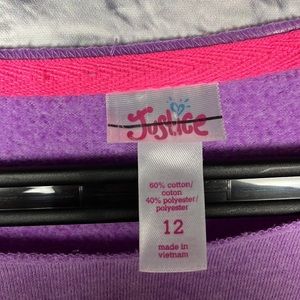 Justice
60% cotton/
coton
40% polyester/
polyester
12
made in
vietnam